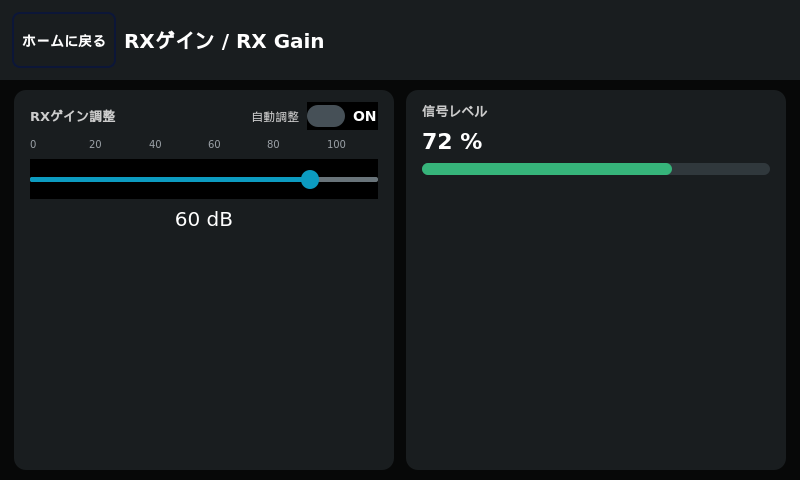 ホームに戻る
RXゲイン / RX Gain
RXゲイン調整
自動調整
ON
0 20 40 60 80 100
60 dB
信号レベル
72 %